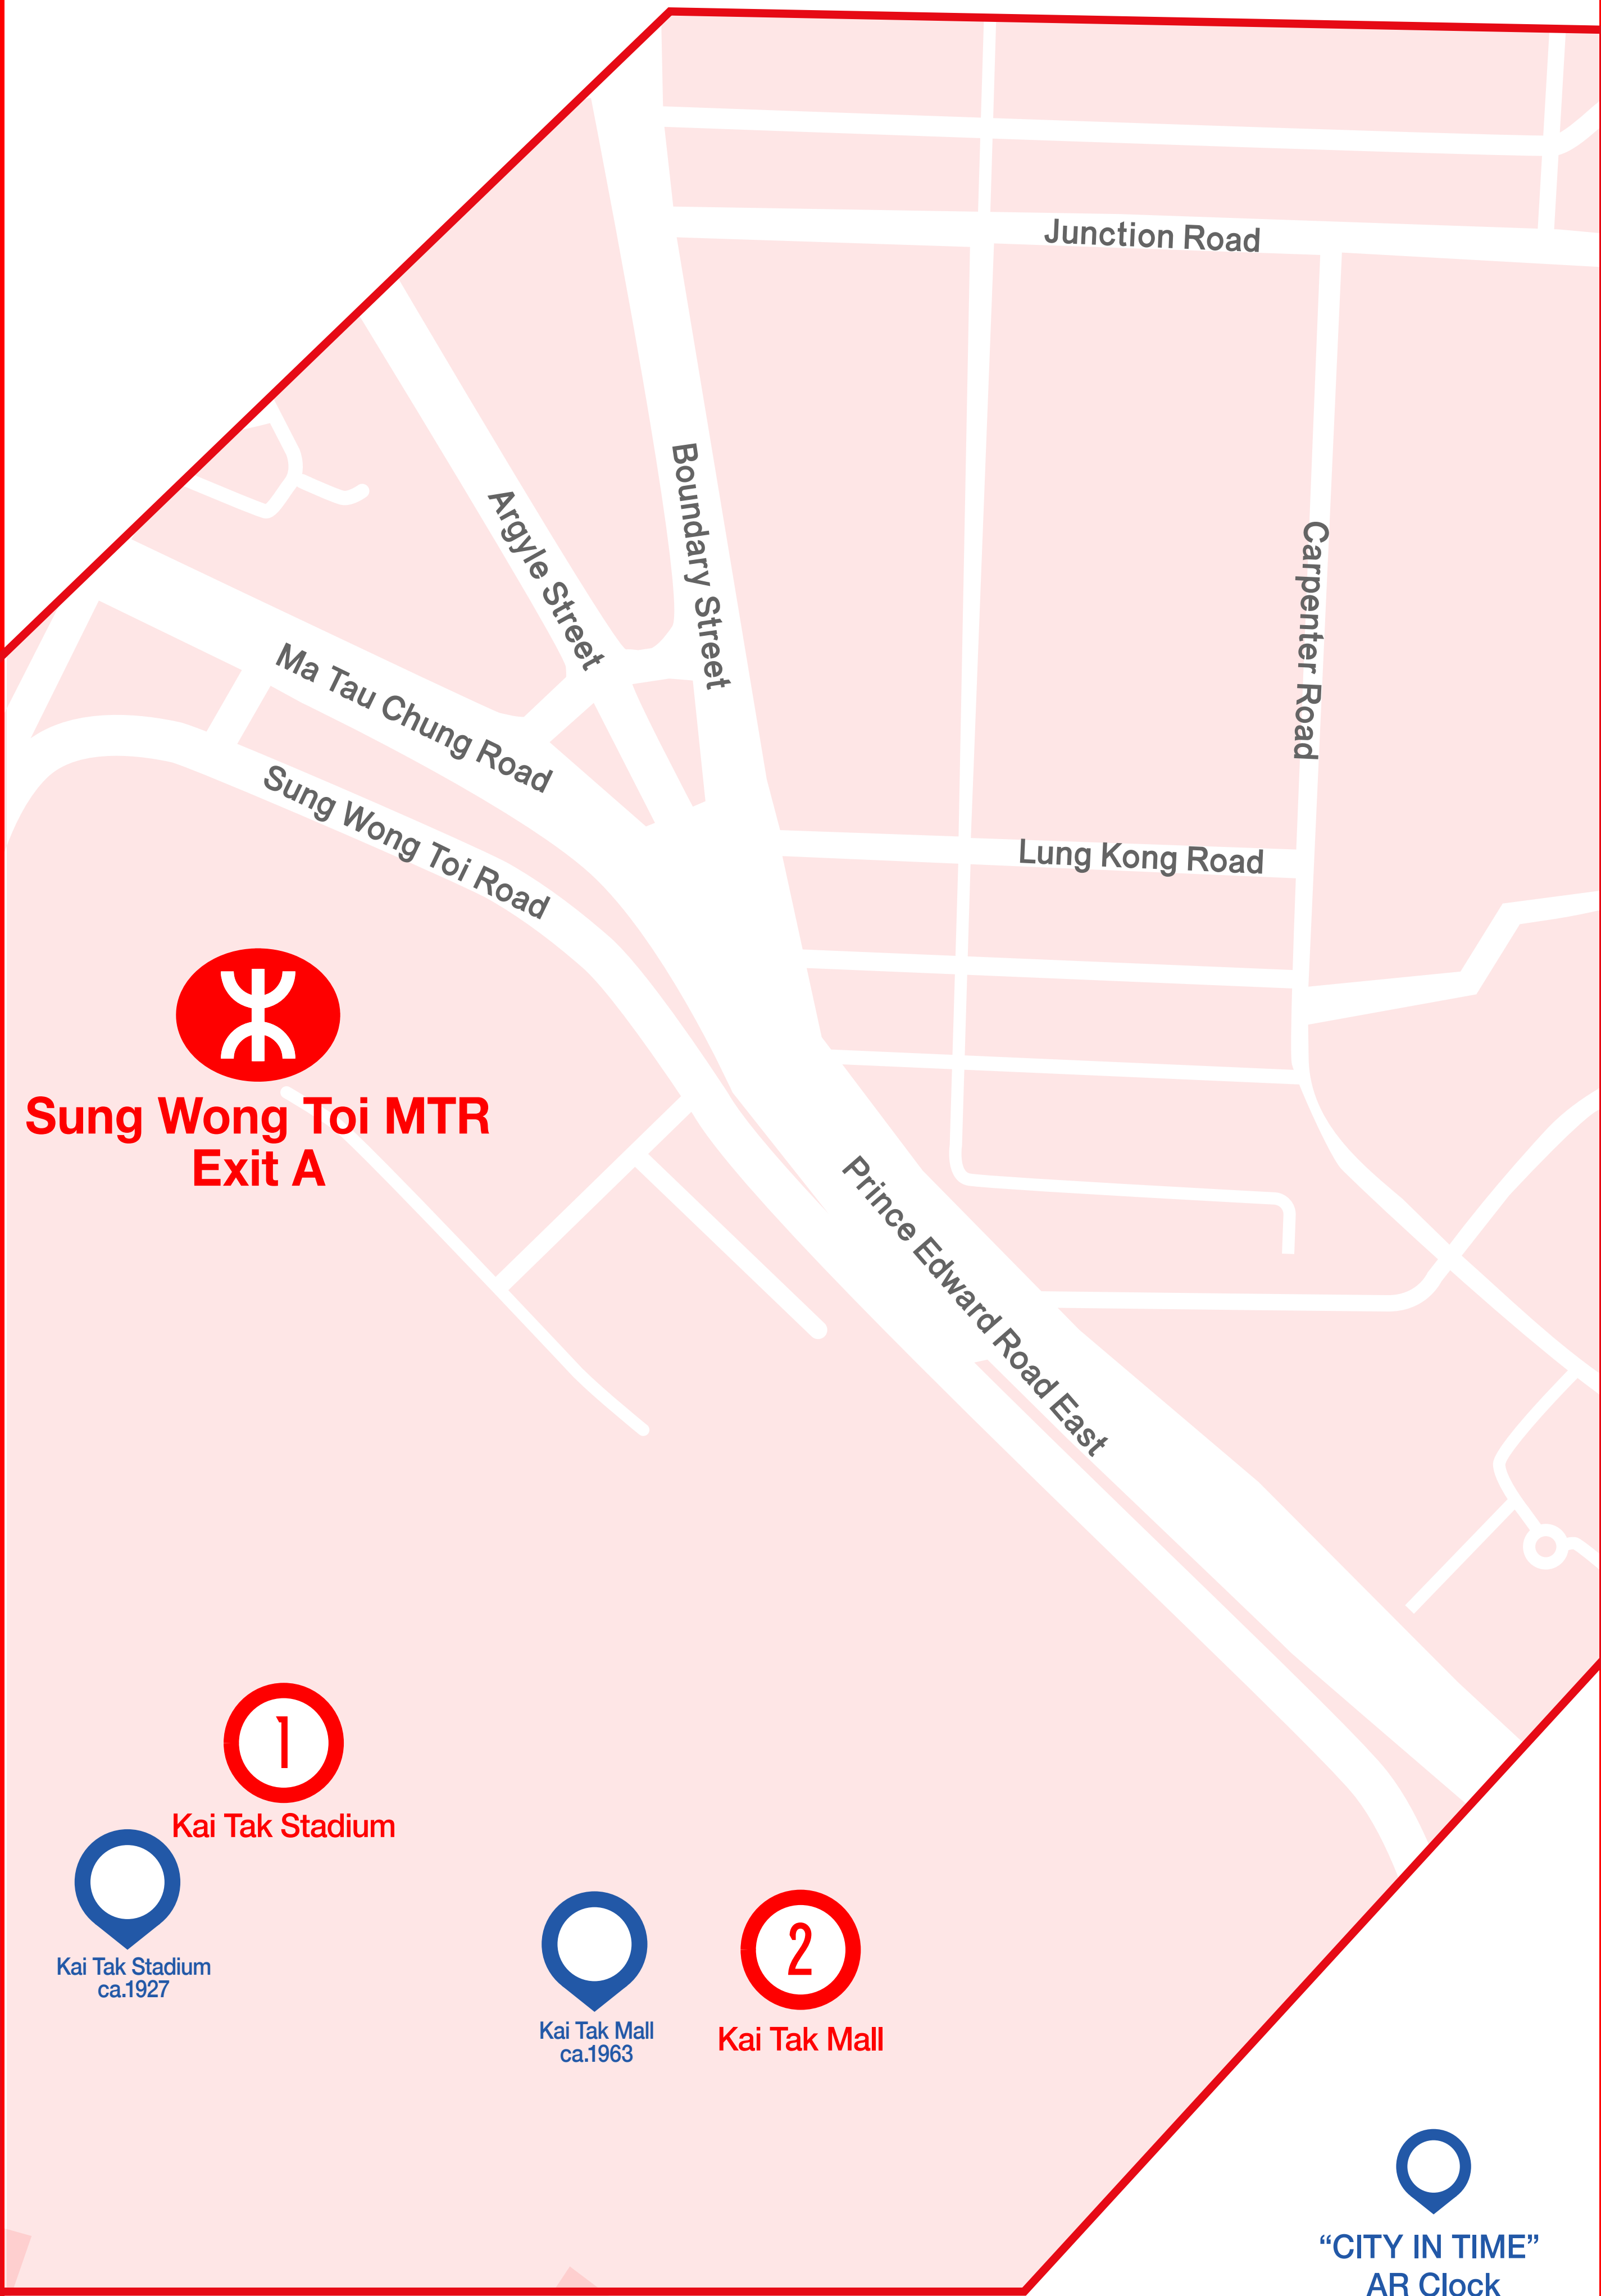 Junction Road
Boundary Street
Argyle Street
Carpenter Road
Ma Tau Chung Road
Sung Wong Toi Road
Lung Kong Road
Sung Wong Toi MTR
Exit A
Prince Edward Road East
1
Kai Tak Stadium
Kai Tak Stadium
ca.1927
2
Kai Tak Mall
ca.1963
Kai Tak Mall
“CITY IN TIME”
AR Clock